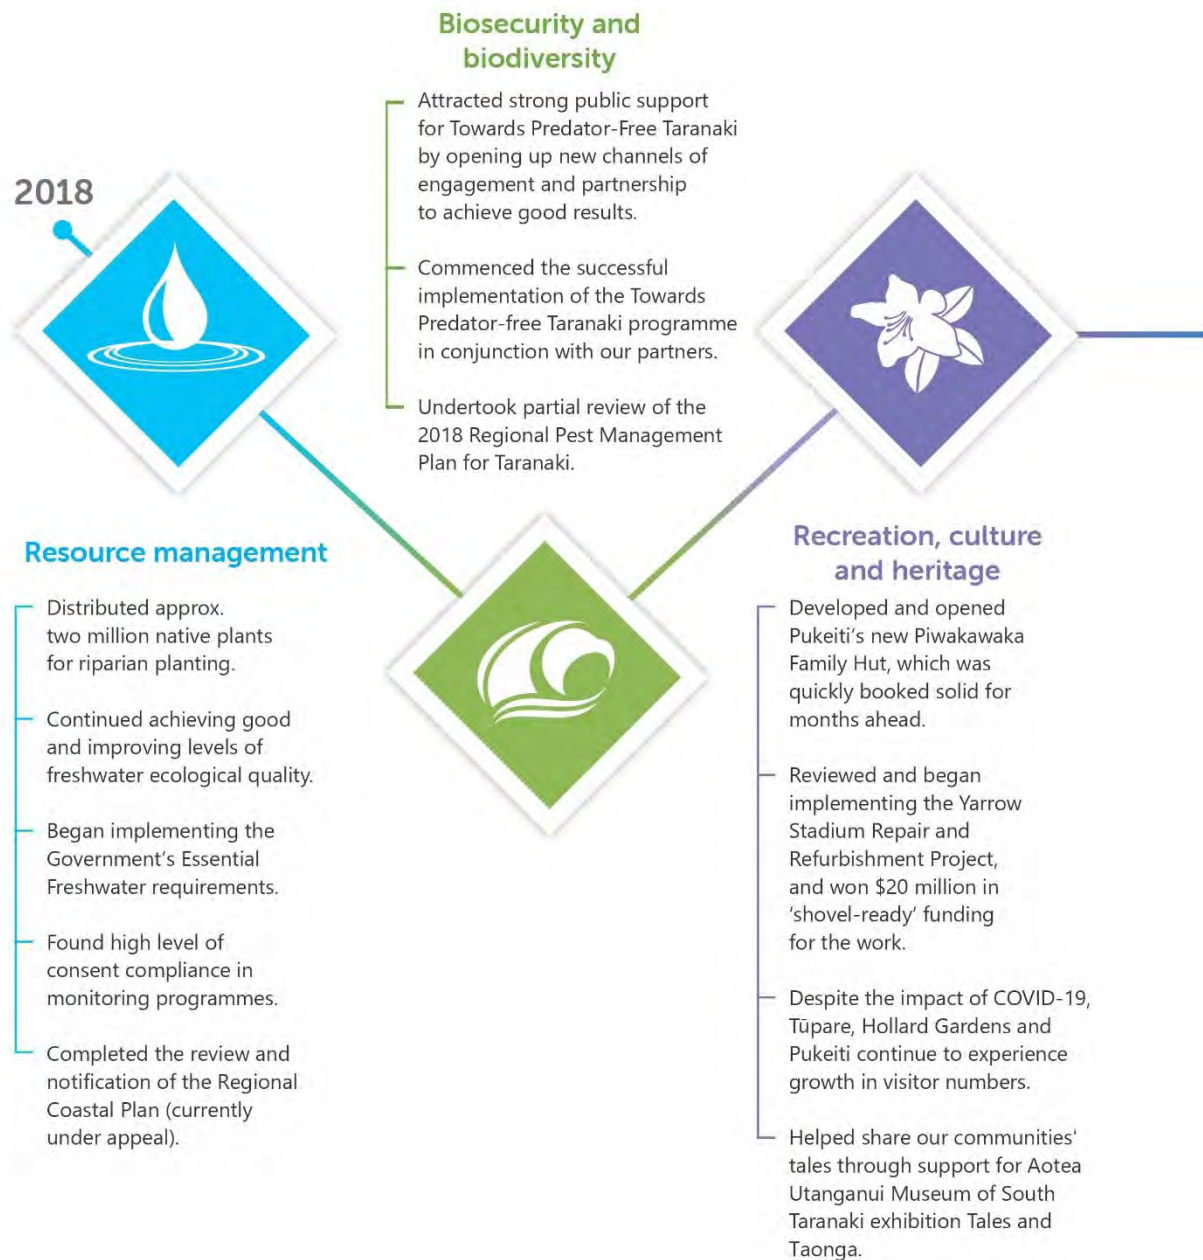 2018
Resource management
Distributed approx.
two million native plants
for riparian planting.
Continued achieving good
and improving levels of
freshwater ecological quality.
Began implementing the
Government's Essential
Freshwater requirements.
Found high level of
consent compliance in
monitoring programmes.
Completed the review and
notification of the Regional
Coastal Plan (currently
under appeal).
Biosecurity and
biodiversity
Attracted strong public support
for Towards Predator-Free Taranaki
by opening up new channels of
engagement and partnership
to achieve good results.
Commenced the successful
implementation of the Towards
Predator-free Taranaki programme
in conjunction with our partners.
Undertook partial review of the
2018 Regional Pest Management
Plan for Taranaki.
Recreation, culture
and heritage
Developed and opened
Pukeiti's new Piwakawaka
Family Hut, which was
quickly booked solid for
months ahead.
Reviewed and began
implementing the Yarrow
Stadium Repair and
Refurbishment Project,
and won $20 million in
'shovel-ready' funding
for the work.
Despite the impact of COVID-19,
Tūpare, Hollard Gardens and
Pukeiti continue to experience
growth in visitor numbers.
Helped share our communities'
tales through support for Aotea
Utanganui Museum of South
Taranaki exhibition Tales and
Taonga.